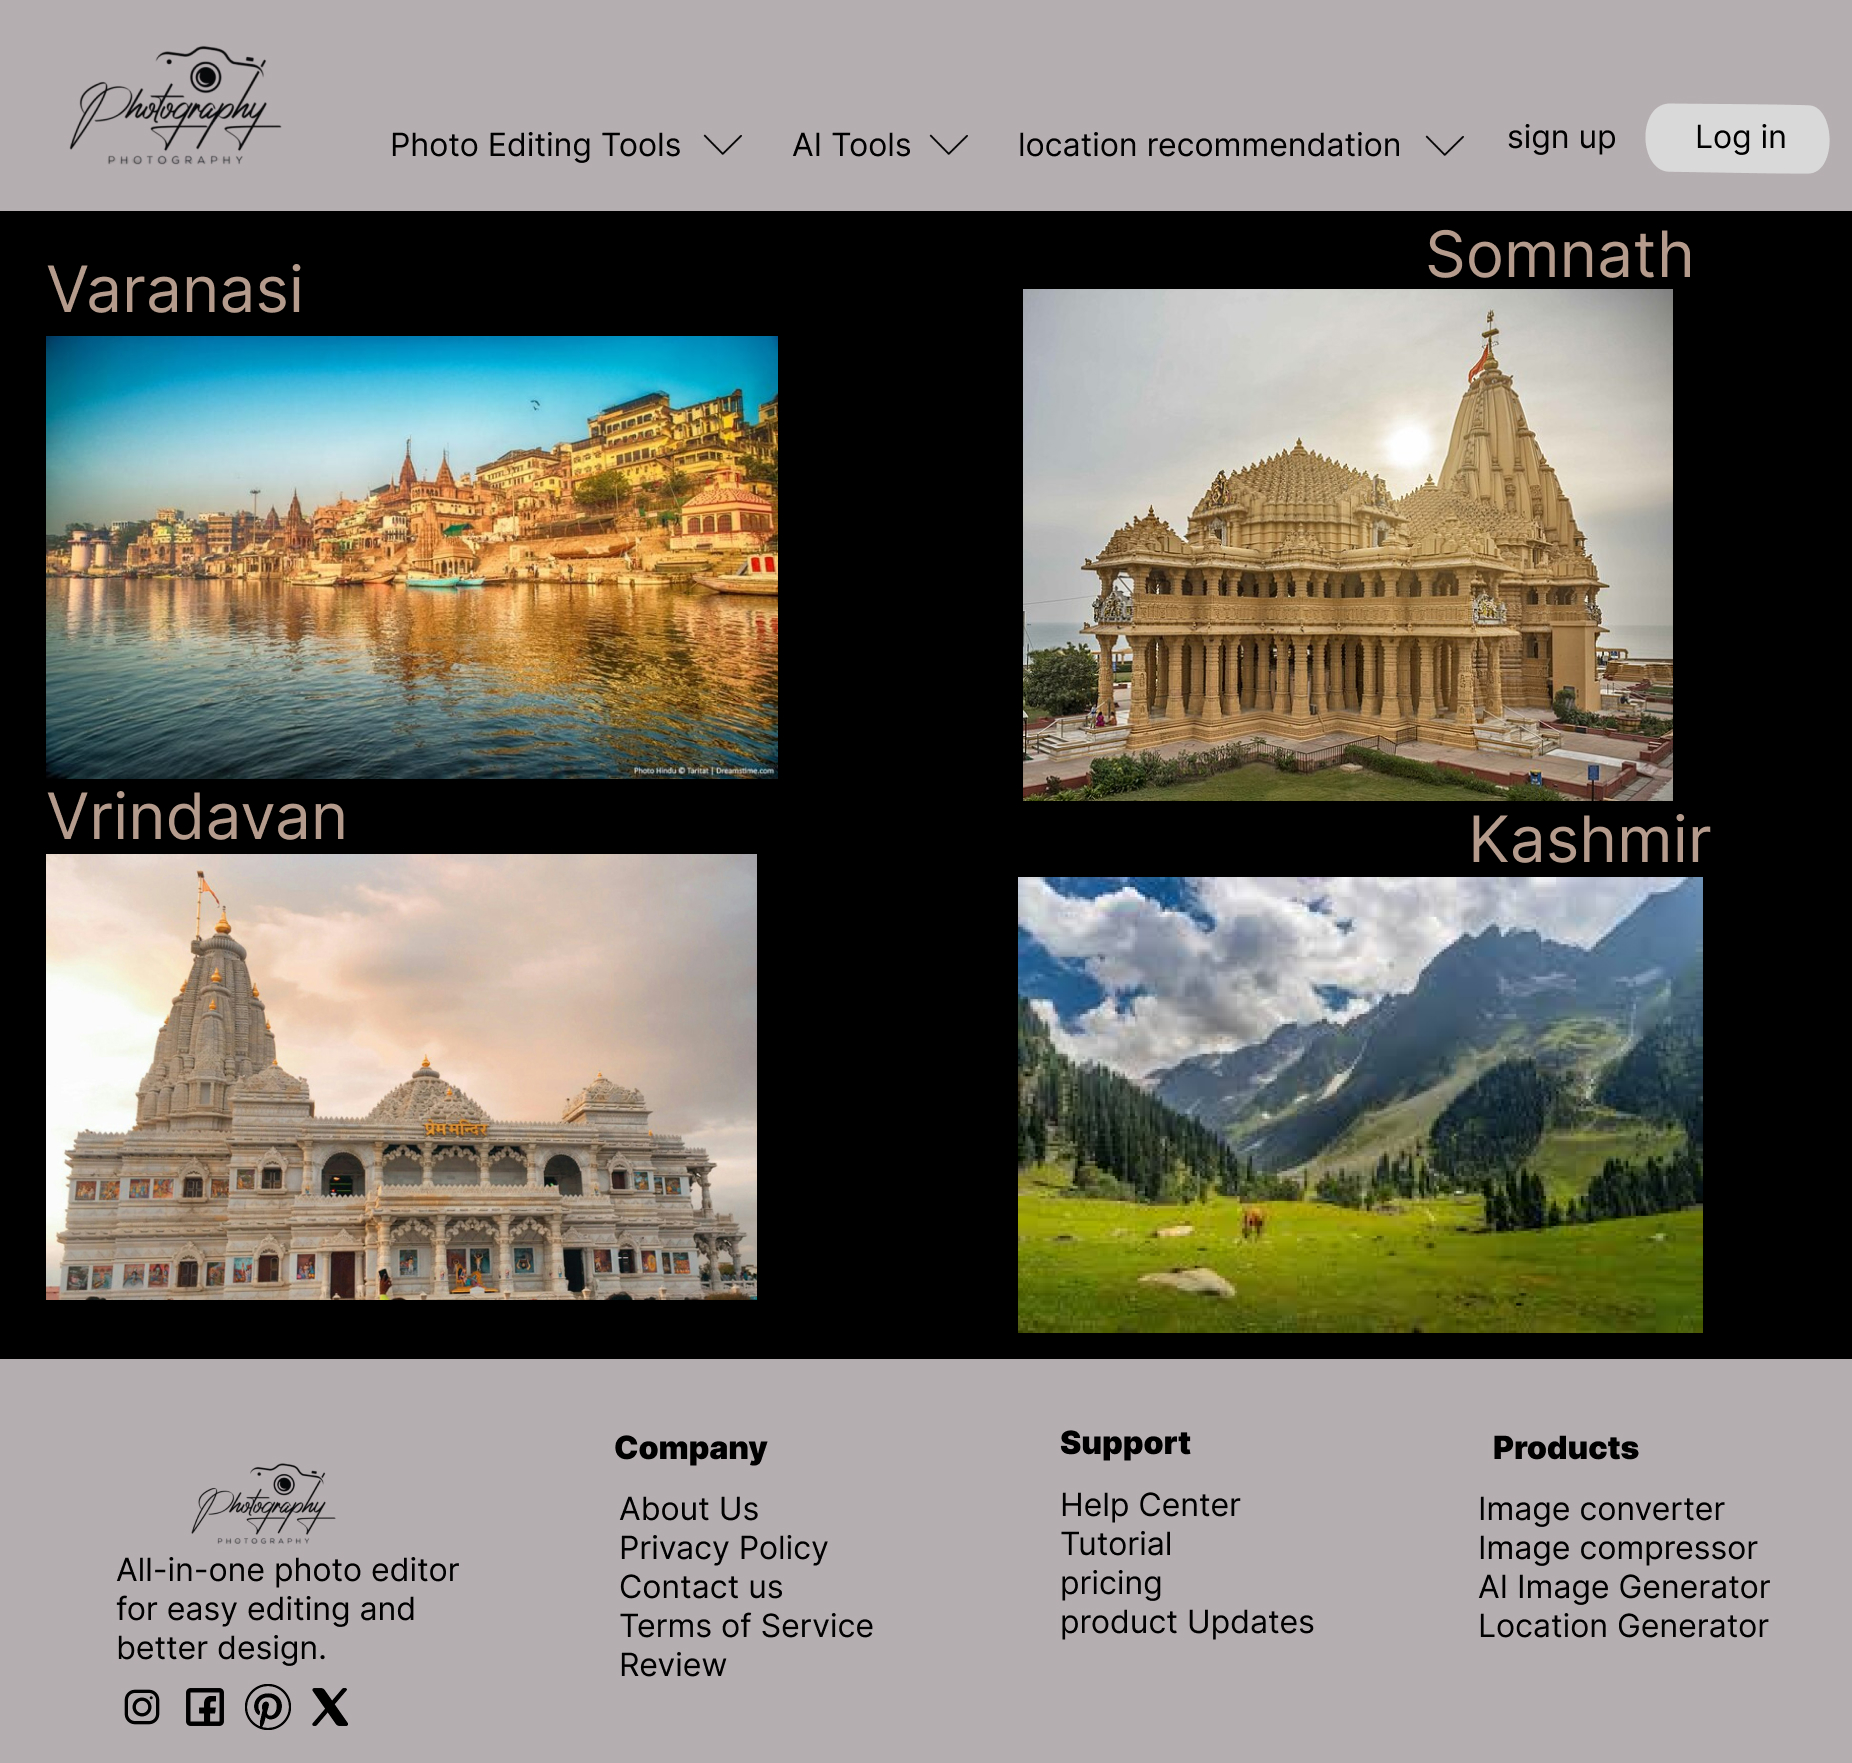 Photography
PHOTOGRAPHY
Photo Editing Tools
AI Tools
location recommendation
sign up
Log in
Varanasi
Somnath
Photo Hindu © Taritat | Dreamstime.com
Vrindavan
Kashmir
प्रेम मन्दिर
Photography
PHOTOGRAPHY
All-in-one photo editor
for easy editing and
better design.
Company
About Us
Privacy Policy
Contact us
Terms of Service
Review
Support
Help Center
Tutorial
pricing
product Updates
Products
Image converter
Image compressor
AI Image Generator
Location Generator